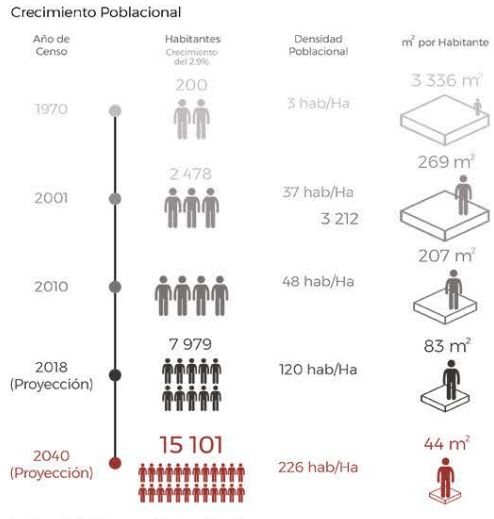 Crecimiento Poblacional
Año de
Censo
Habitantes
Crecimiento
del 2.9%
Densidad
Poblacional
m² por Habitante
1970
200
3 hab/Ha
3 336 m²
2001
2 478
37 hab/Ha
269 m²
3 212
2010
48 hab/Ha
207 m²
2018
(Proyección)
7 979
120 hab/Ha
83 m²
2040
(Proyección)
15 101
226 hab/Ha
44 m²